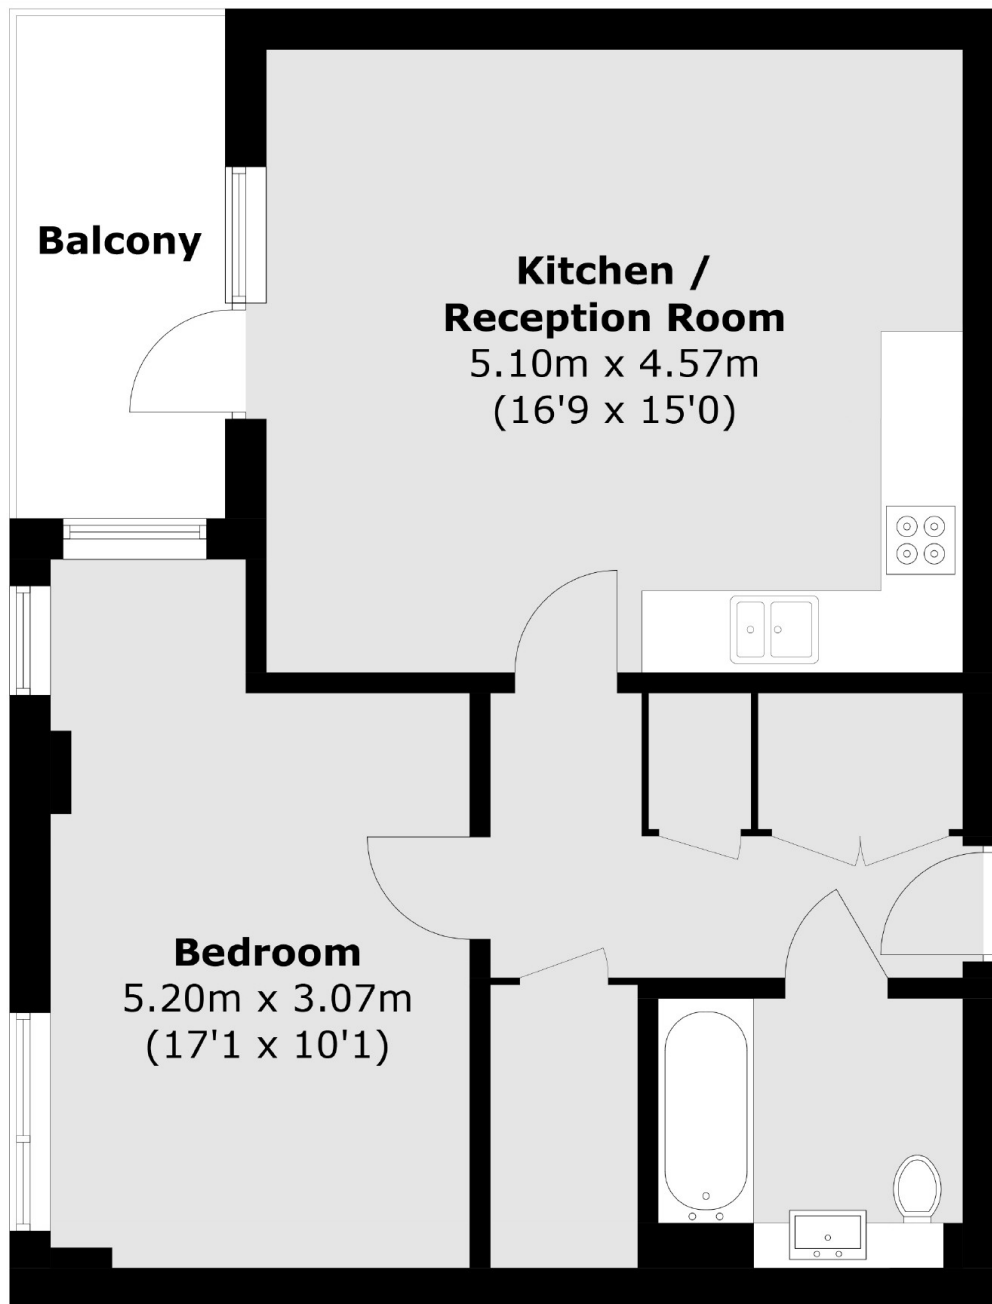 Balcony
Kitchen /
Reception Room
5.10m x 4.57m
(16'9 x 15'0)
Bedroom
5.20m x 3.07m
(17'1 x 10'1)